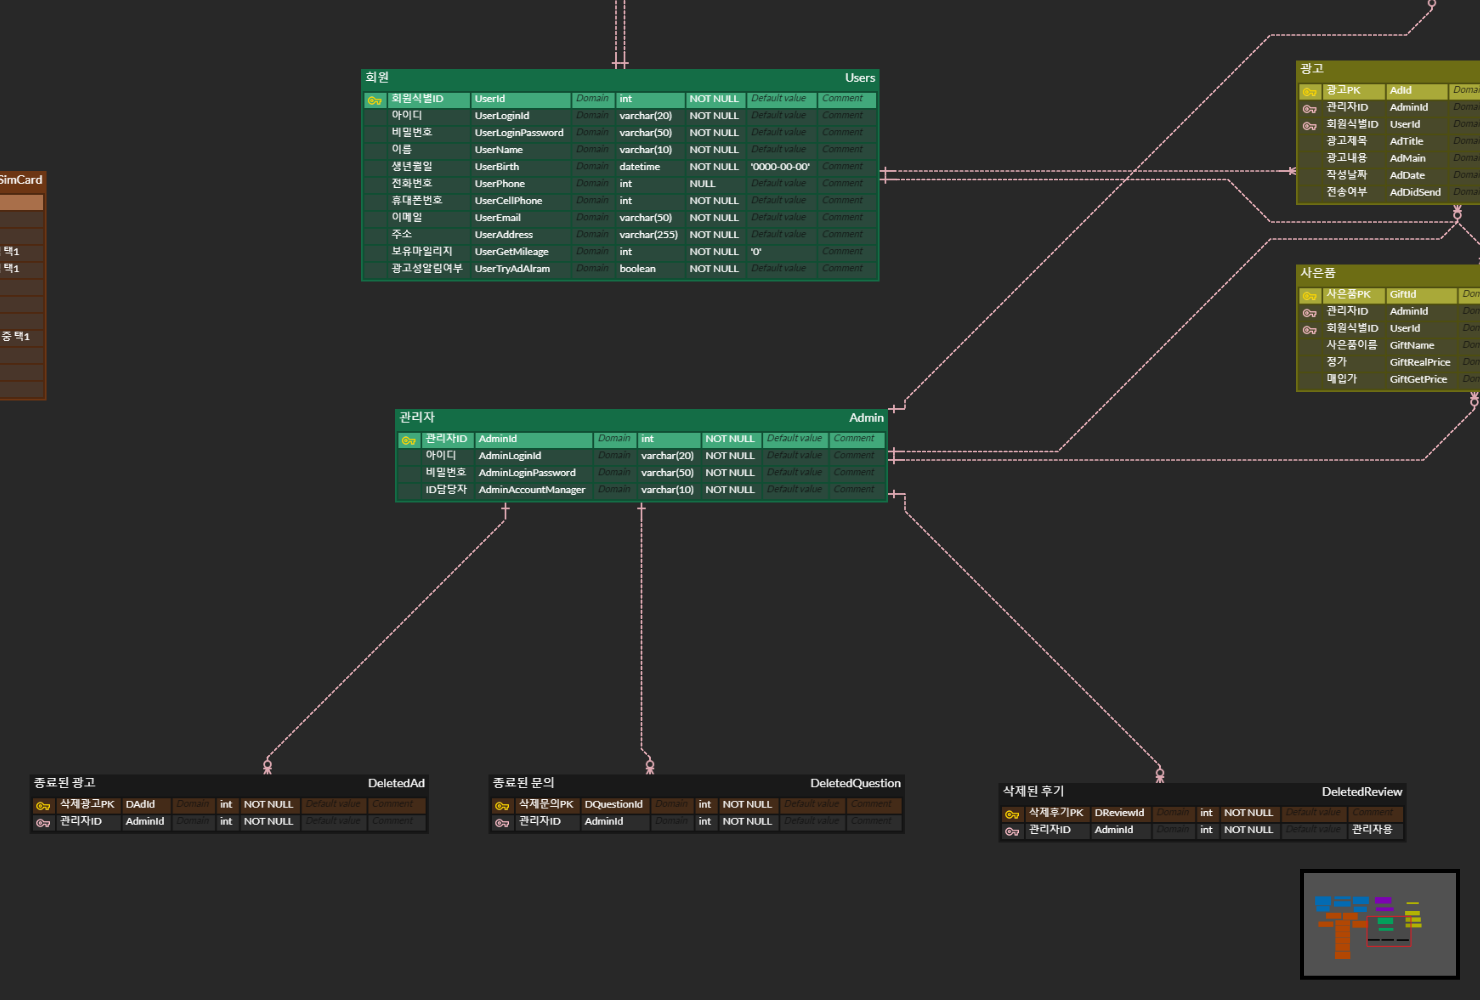 회원 Users
회원식별ID UserId Domain int NOT NULL Default value Comment
아이디 UserLoginId Domain varchar(20) NOT NULL Default value Comment
비밀번호 UserLoginPassword Domain varchar(50) NOT NULL Default value Comment
이름 UserName Domain varchar(10) NOT NULL Default value Comment
생년월일 UserBirth Domain datetime NOT NULL '0000-00-00' Comment
전화번호 UserPhone Domain int NULL Default value Comment
휴대폰번호 UserCellPhone Domain int NOT NULL Default value Comment
이메일 UserEmail Domain varchar(50) NOT NULL Default value Comment
주소 UserAddress Domain varchar(255) NOT NULL Default value Comment
보유마일리지 UserGetMileage Domain int NOT NULL '0' Comment
광고성알림여부 UserTryAdAlram Domain boolean NOT NULL Default value Comment
광고
광고PK AdId Domai
관리자ID AdminId Doma
회원식별ID UserId Doma
광고제목 AdTitle Doma
광고내용 AdMain Doma
작성날짜 AdDate Doma
전송여부 AdDidSend Doma
SimCard
택1
택1
중 택1
사은품
사은품PK GiftId Don
관리자ID AdminId Don
회원식별ID UserId Don
사은품이름 GiftName Don
정가 GiftRealPrice Don
매입가 GiftGetPrice Don
관리자 Admin
관리자ID AdminId Domain int NOT NULL Default value Comment
아이디 AdminLoginId Domain varchar(20) NOT NULL Default value Comment
비밀번호 AdminLoginPassword Domain varchar(50) NOT NULL Default value Comment
ID담당자 AdminAccountManager Domain varchar(10) NOT NULL Default value Comment
종료된 광고 DeletedAd
삭제광고PK DAdId Domain int NOT NULL Default value Comment
관리자ID AdminId Domain int NOT NULL Default value Comment
종료된 문의 DeletedQuestion
삭제문의PK DQuestionId Domain int NOT NULL Default value Comment
관리자ID AdminId Domain int NOT NULL Default value Comment
삭제된 후기 DeletedReview
삭제후기PK DReviewId Domain int NOT NULL Default value Comment
관리자ID AdminId Domain int NOT NULL Default value 관리자용